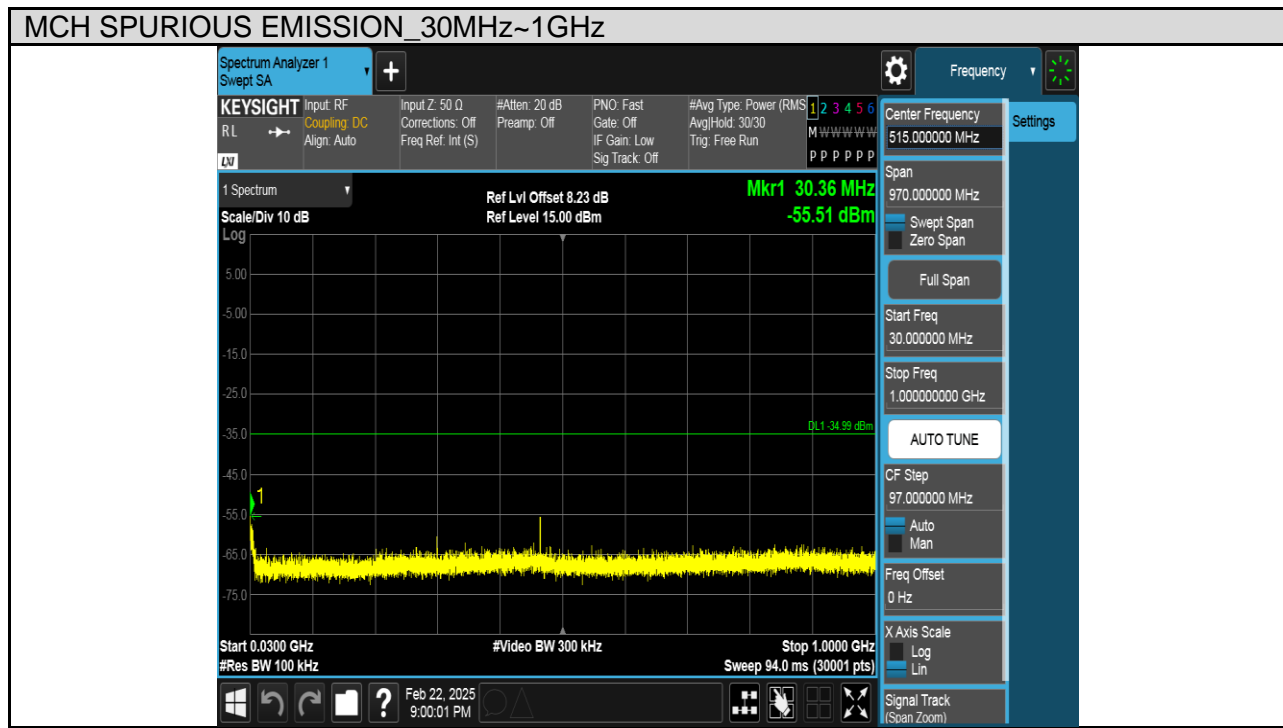 MCH SPURIOUS EMISSION_30MHz~1GHz
Spectrum Analyzer 1
Swept SA
Frequency
KEYSIGHT
RL
LXI
Input: RF
Coupling: DC
Align: Auto
Input Z: 50 Ω
Corrections: Off
Freq Ref: Int (S)
#Atten: 20 dB
Preamp: Off
PNO: Fast
Gate: Off
IF Gain: Low
Sig Track: Off
#Avg Type: Power (RMS
Avg|Hold: 30/30
Trig: Free Run
1 2 3 4 5 6
M W W W W W
P P P P P P
Center Frequency
515.000000 MHz
Settings
Span
970.000000 MHz
Swept Span
Zero Span
Full Span
Start Freq
30.000000 MHz
Stop Freq
1.000000000 GHz
AUTO TUNE
CF Step
97.000000 MHz
Auto
Man
Freq Offset
0 Hz
X Axis Scale
Log
Lin
Signal Track
(Span Zoom)
1 Spectrum
Scale/Div 10 dB
Ref Lvl Offset 8.23 dB
Ref Level 15.00 dBm
Mkr1 30.36 MHz
-55.51 dBm
Log
5.00
-5.00
-15.0
-25.0
-35.0
DL1 -34.99 dBm
-45.0
1
-55.0
-65.0
-75.0
Start 0.0300 GHz
#Video BW 300 kHz
Stop 1.0000 GHz
#Res BW 100 kHz
Sweep 94.0 ms (30001 pts)
?
Feb 22, 2025
9:00:01 PM